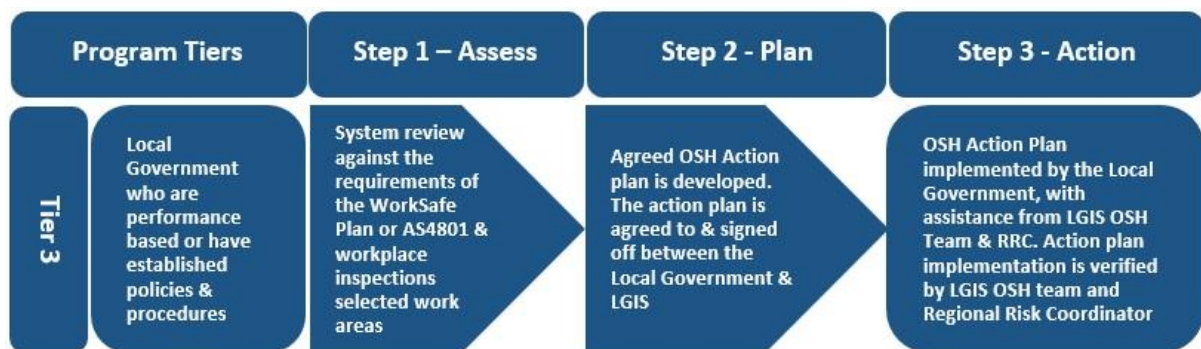 Program Tiers
Step 1 – Assess
Step 2 - Plan
Step 3 - Action
Tier 3
Local
Government
who are
performance
based or have
established
policies &
procedures
System review
against the
requirements of
the WorkSafe
Plan or AS4801 &
workplace
inspections
selected work
areas
Agreed OSH Action
plan is developed.
The action plan is
agreed to & signed
off between the
Local Government &
LGIS
OSH Action Plan
implemented by the Local
Government, with
assistance from LGIS OSH
Team & RRC. Action plan
implementation is verified
by LGIS OSH team and
Regional Risk Coordinator